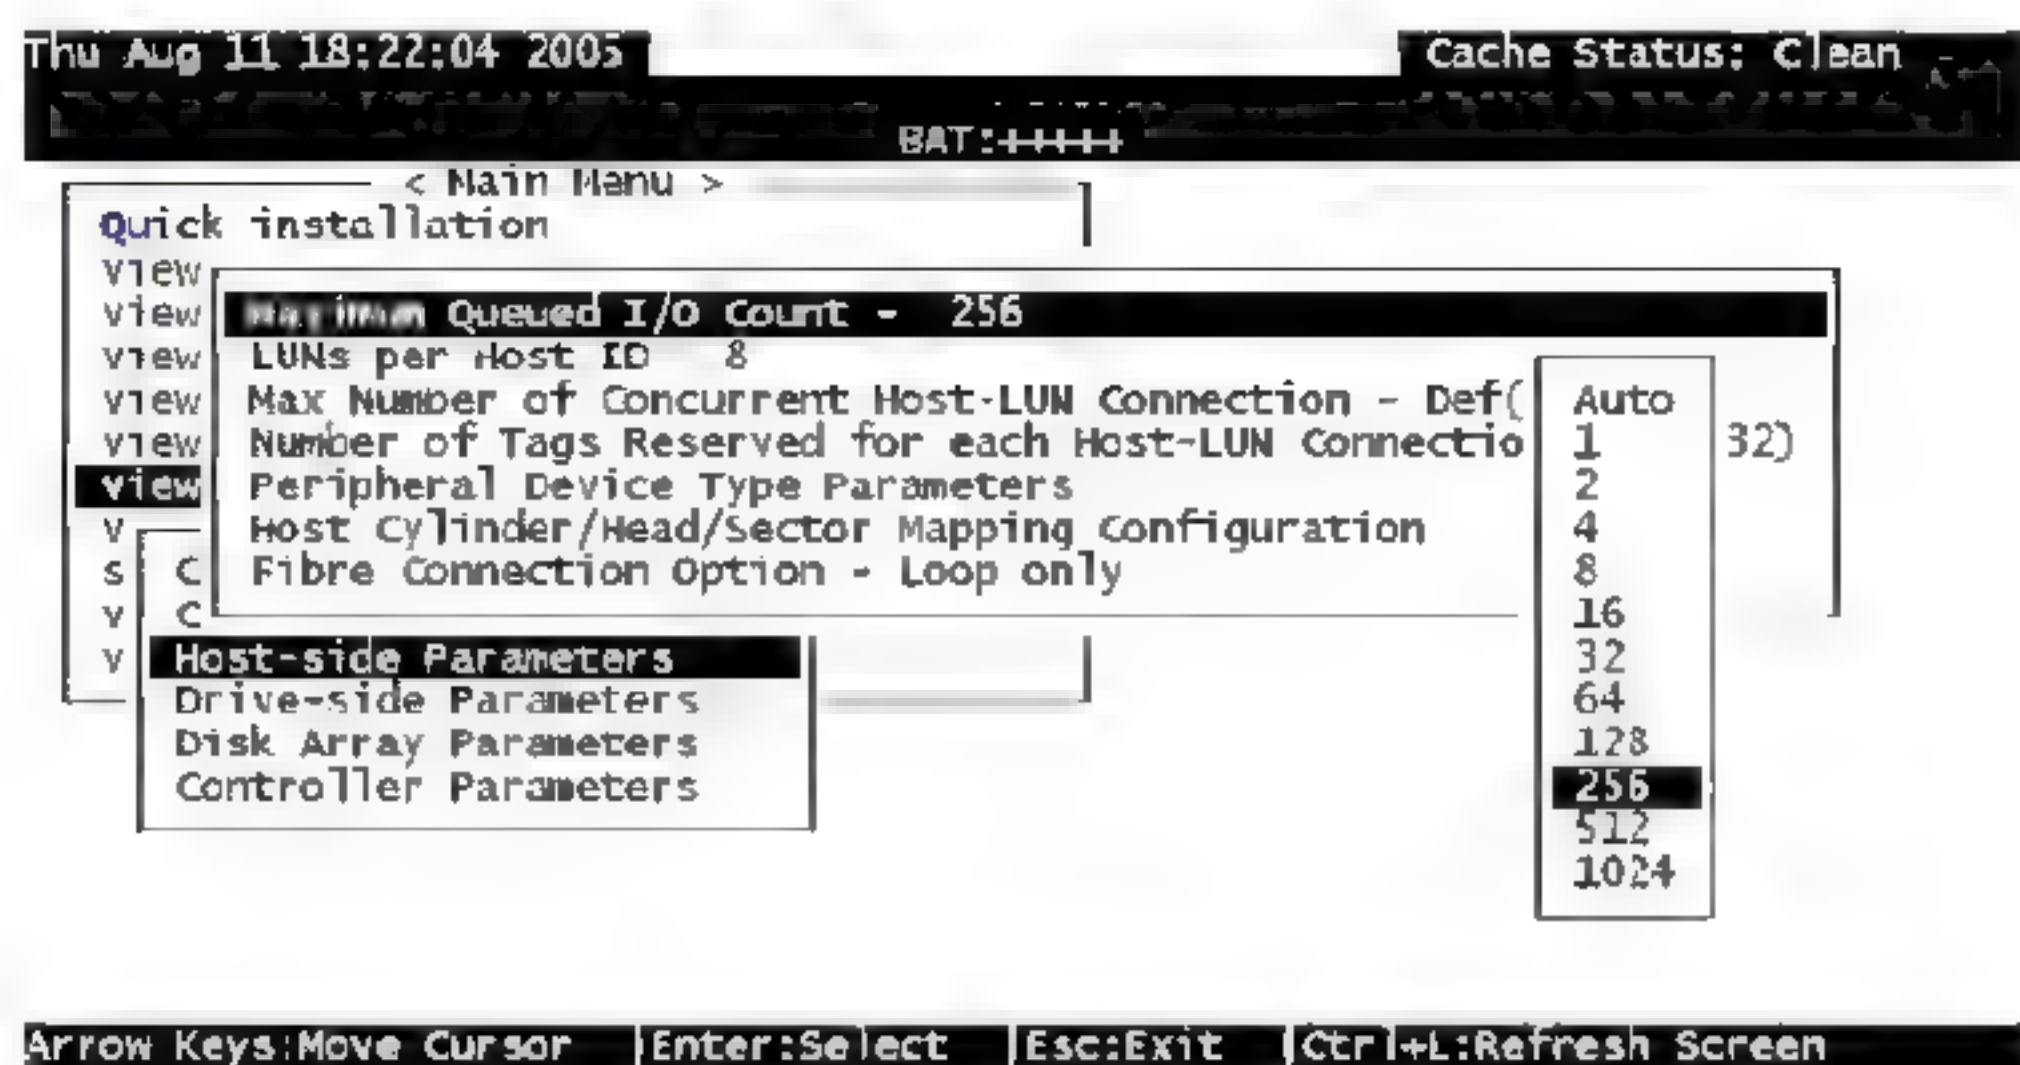 Thu Aug 11 18:22:04 2005 Cache Status: Clean
BAT:+++++
< Main Menu >
Quick installation
view
view Maximum Queued I/O Count - 256
view LUNs per Host ID 8
view Max Number of Concurrent Host-LUN Connection - Def( Auto
view Number of Tags Reserved for each Host-LUN Connectio 1 32)
view Peripheral Device Type Parameters 2
v Host Cylinder/Head/Sector Mapping Configuration 4
s C Fibre Connection Option - Loop only 8
v C 16
v Host-side Parameters 32
Drive-side Parameters 64
Disk Array Parameters 128
Controller Parameters 256
512
1024
Arrow Keys:Move Cursor |Enter:Select |Esc:Exit |Ctrl+L:Refresh Screen